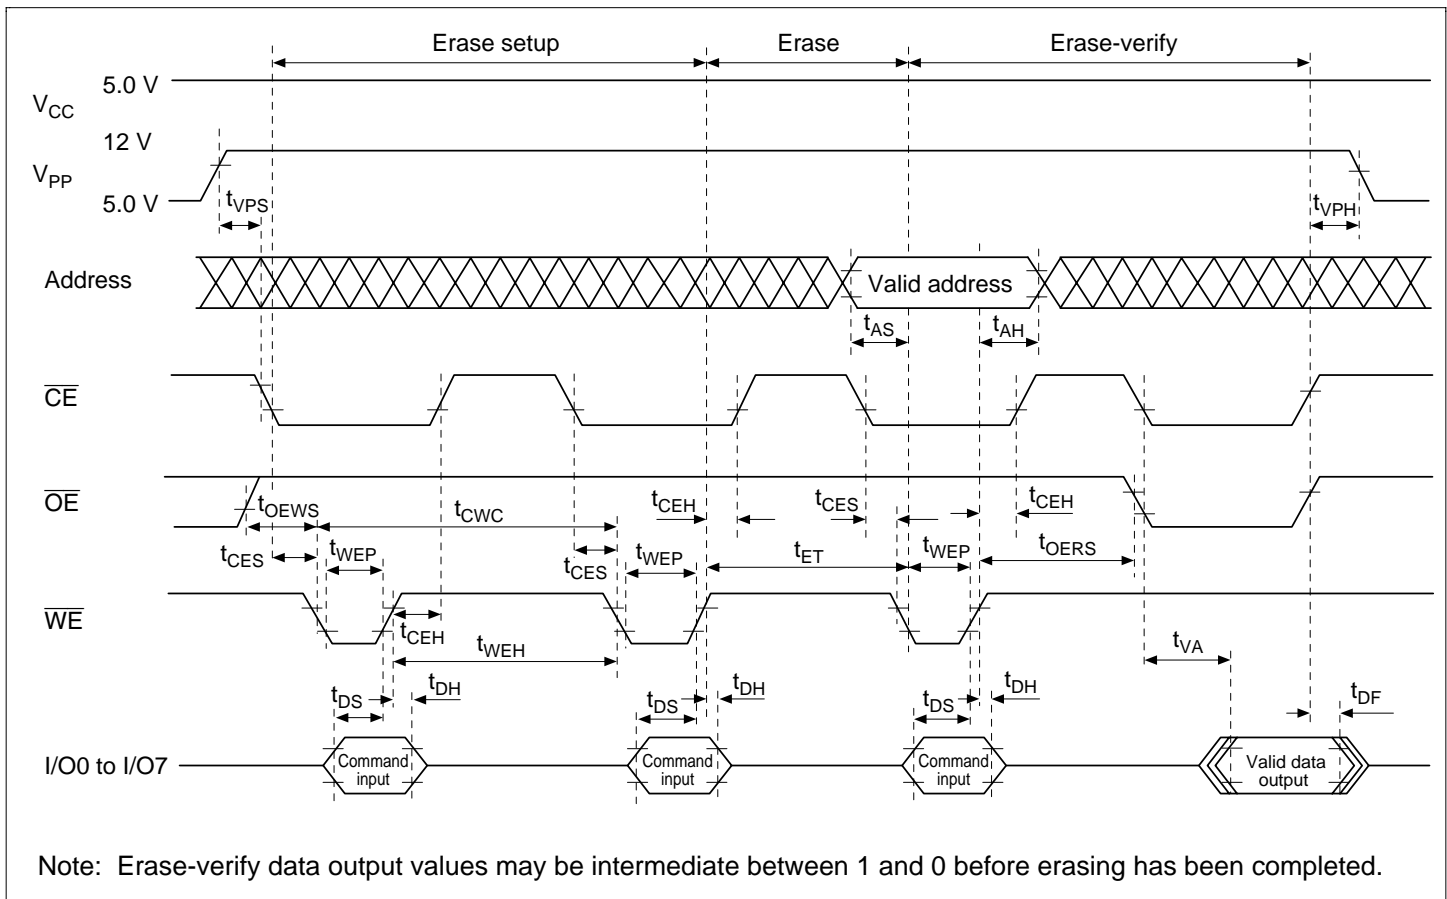 Erase setup Erase Erase-verify
5.0 V
VCC
12 V
VPP
5.0 V
tVPS tVPH
Address Valid address
tAS tAH
CE
OE
tOEWS tCWC tCEH tCES tCEH
tCES tWEP tCES tWEP tET tWEP tOERS
WE
tCEH
tWEH tVA
tDS tDH tDS tDH tDS tDH tDF
I/O0 to I/O7
Command
input
Command
input
Command
input
Valid data
output
Note: Erase-verify data output values may be intermediate between 1 and 0 before erasing has been completed.